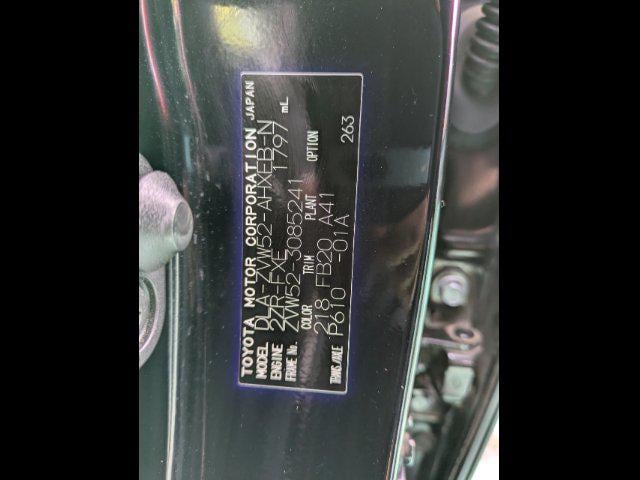 TOYOTA MOTOR CORPORATION JAPAN
MODEL DLA-ZVW52-AHXEB-N
ENGINE 2ZR-FXE 1797 mL
FRAME No. ZVW52-3085241
COLOR TRIM PLANT OPTION
218 FB20 A41 263
TRANS./AXLE P610 -01A